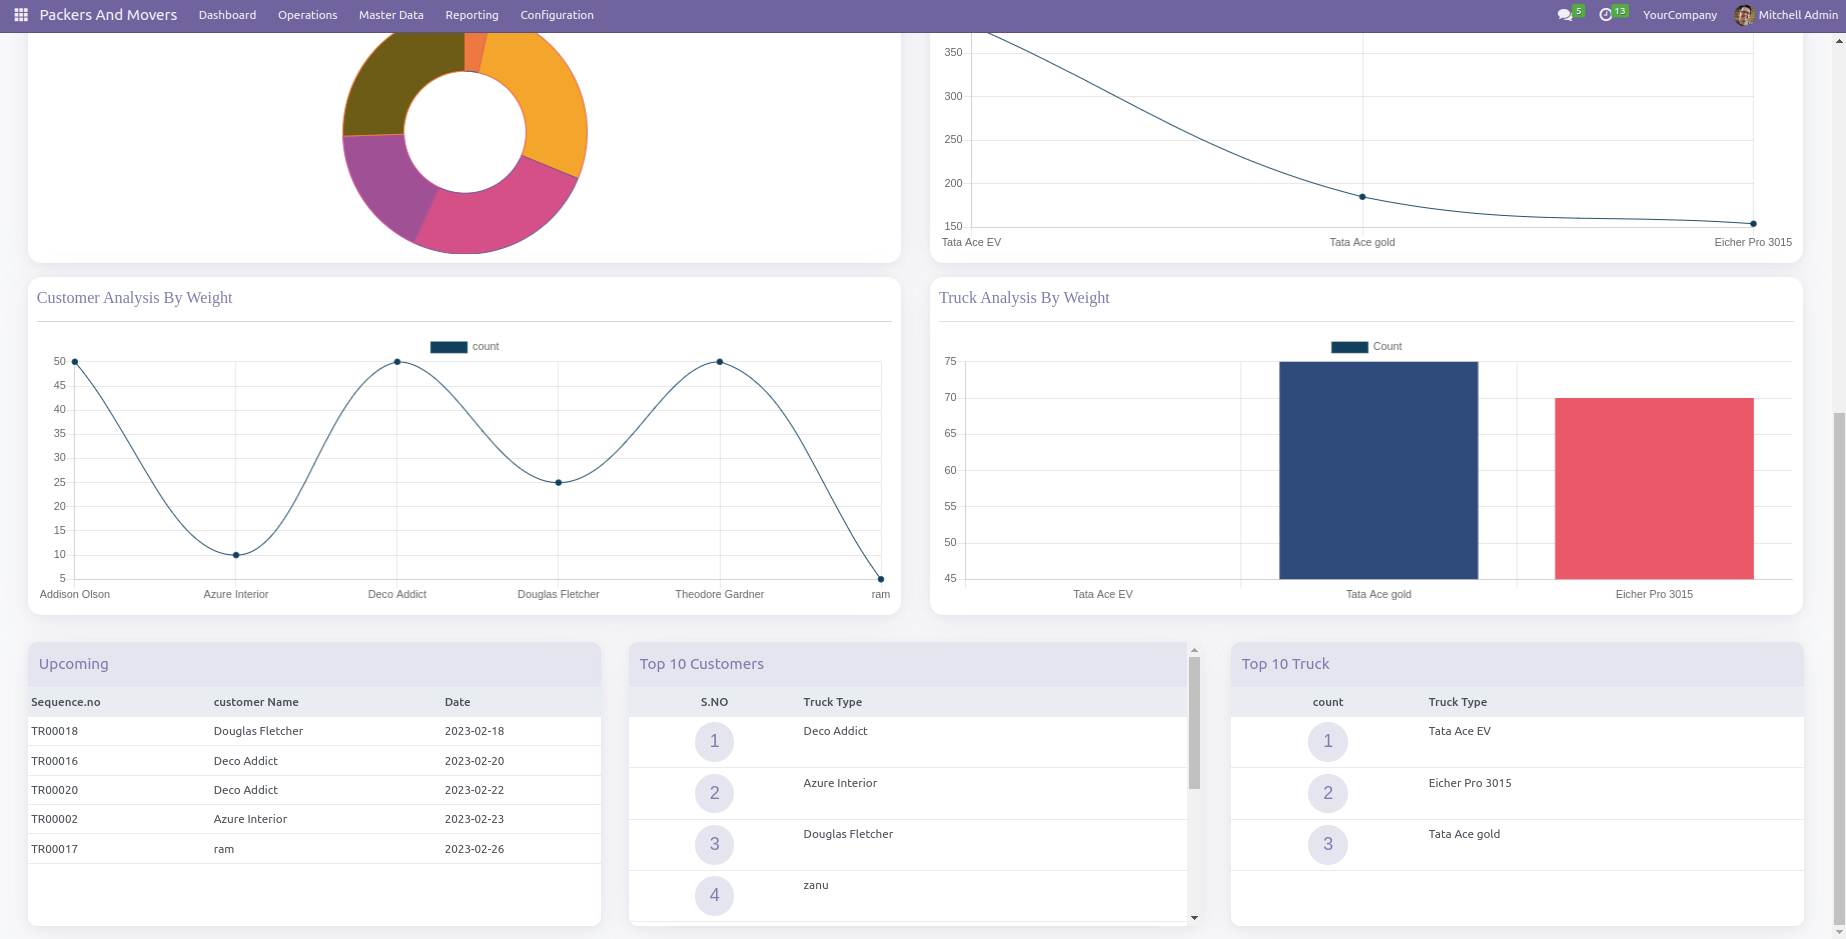 Packers And Movers Dashboard Operations Master Data Reporting Configuration 5 13 YourCompany Mitchell Admin
350
300
250
200
150
Tata Ace EV Tata Ace gold Eicher Pro 3015
Customer Analysis By Weight
count
50
45
40
35
30
25
20
15
10
5
Addison Olson Azure Interior Deco Addict Douglas Fletcher Theodore Gardner ram
Truck Analysis By Weight
Count
75
70
65
60
55
50
45
Tata Ace EV Tata Ace gold Eicher Pro 3015
Upcoming
Sequence.no customer Name Date
TR00018 Douglas Fletcher 2023-02-18
TR00016 Deco Addict 2023-02-20
TR00020 Deco Addict 2023-02-22
TR00002 Azure Interior 2023-02-23
TR00017 ram 2023-02-26
Top 10 Customers
S.NO Truck Type
1 Deco Addict
2 Azure Interior
3 Douglas Fletcher
4 zanu
Top 10 Truck
count Truck Type
1 Tata Ace EV
2 Eicher Pro 3015
3 Tata Ace gold